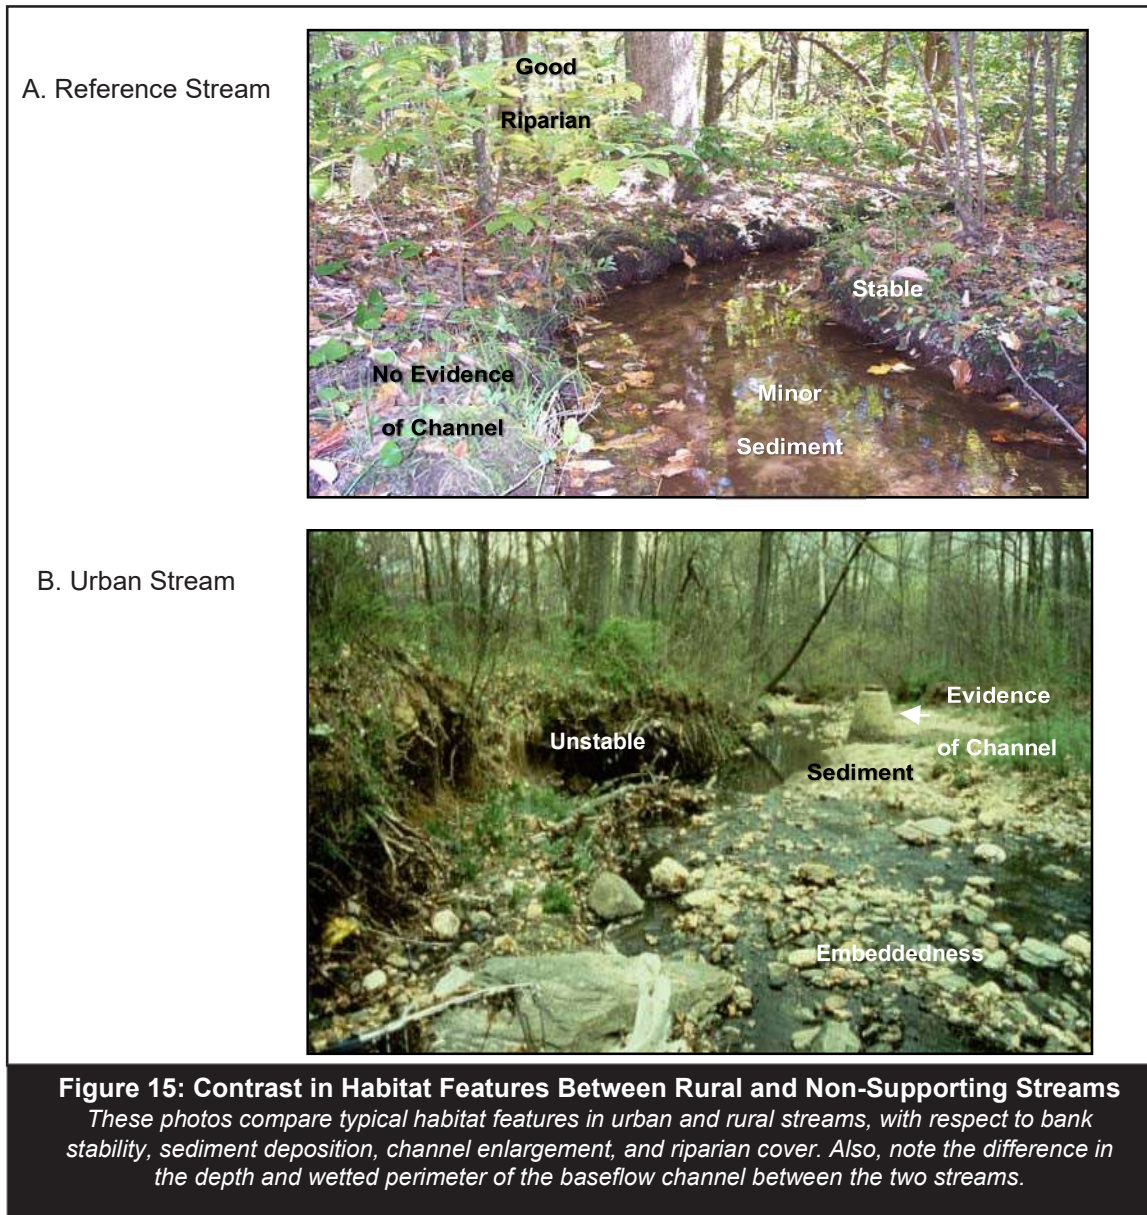 A. Reference Stream
Good
Riparian
Stable
No Evidence
of Channel
Minor
Sediment
B. Urban Stream
Evidence
of Channel
Unstable
Sediment
Embeddedness
Figure 15: Contrast in Habitat Features Between Rural and Non-Supporting Streams
These photos compare typical habitat features in urban and rural streams, with respect to bank
stability, sediment deposition, channel enlargement, and riparian cover. Also, note the difference in
the depth and wetted perimeter of the baseflow channel between the two streams.